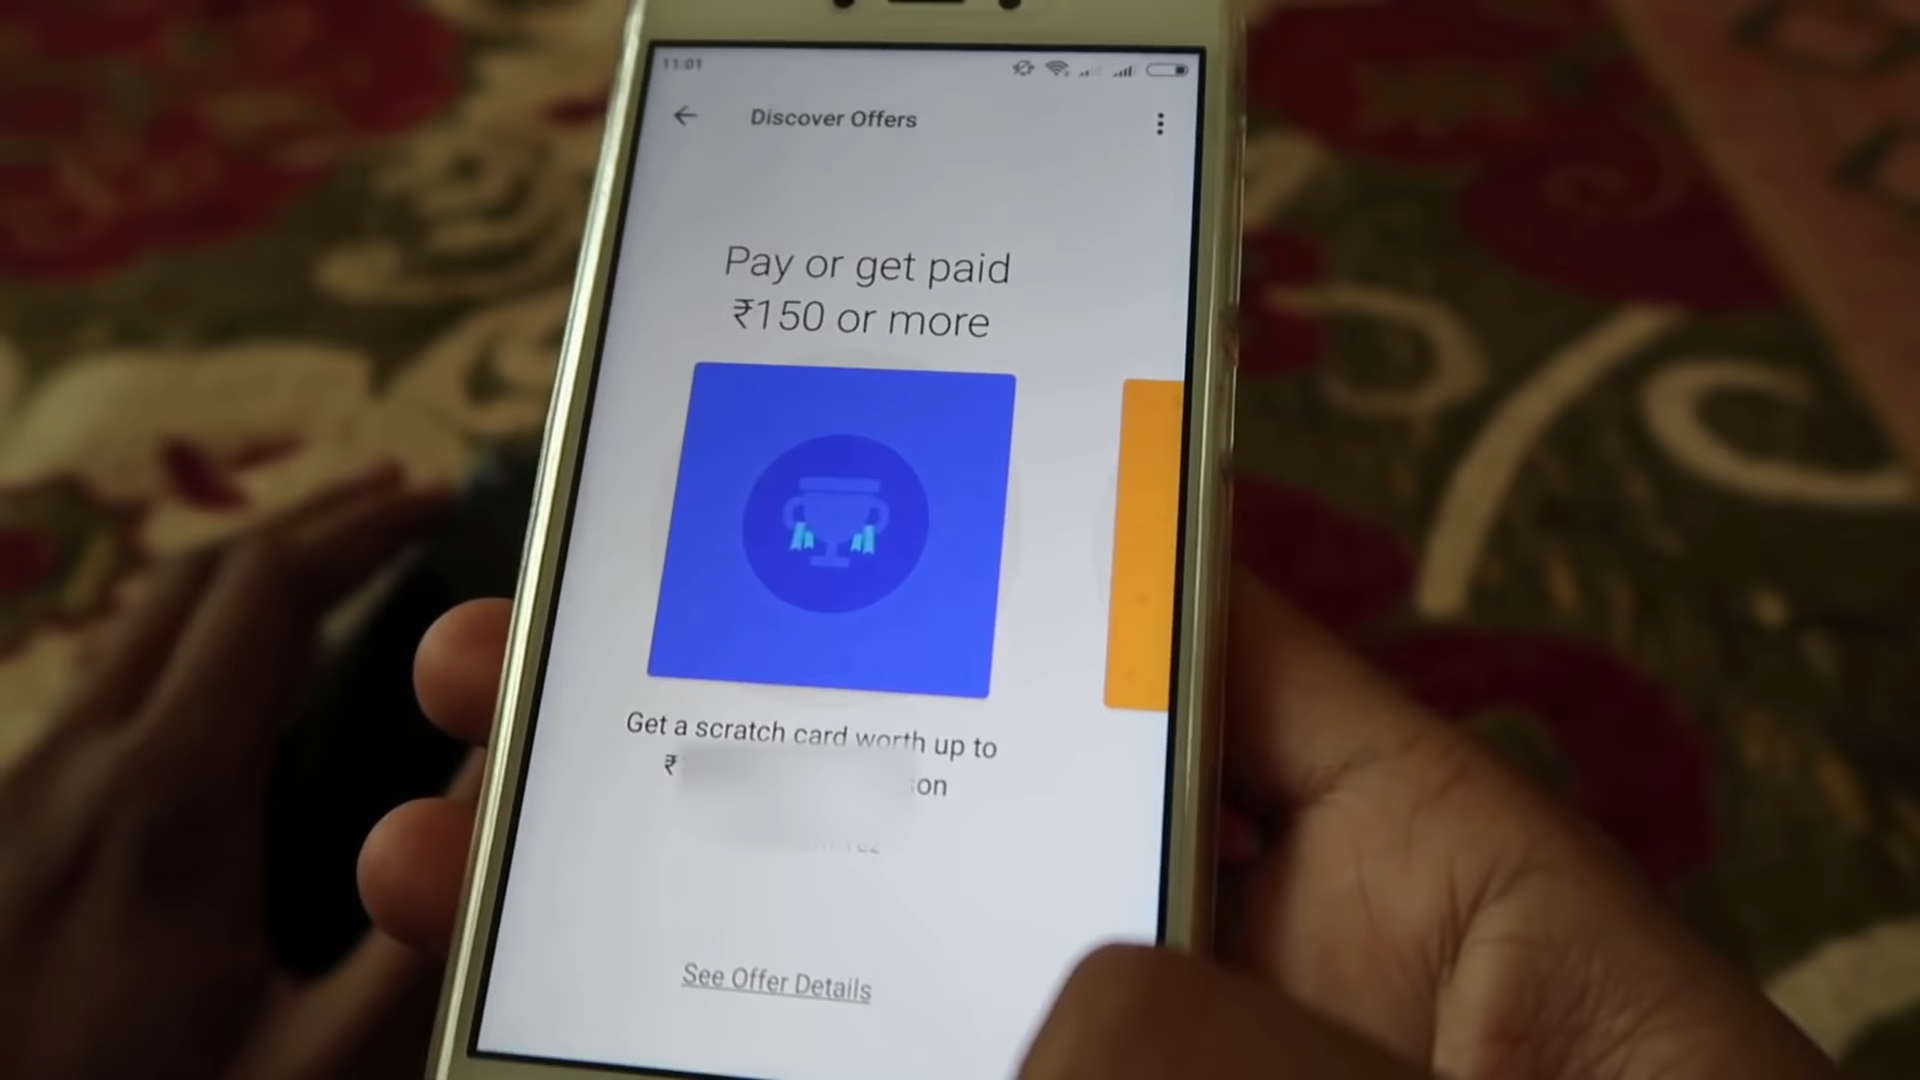 11:01
Discover Offers
Pay or get paid
₹150 or more
Get a scratch card worth up to
₹ on
See Offer Details